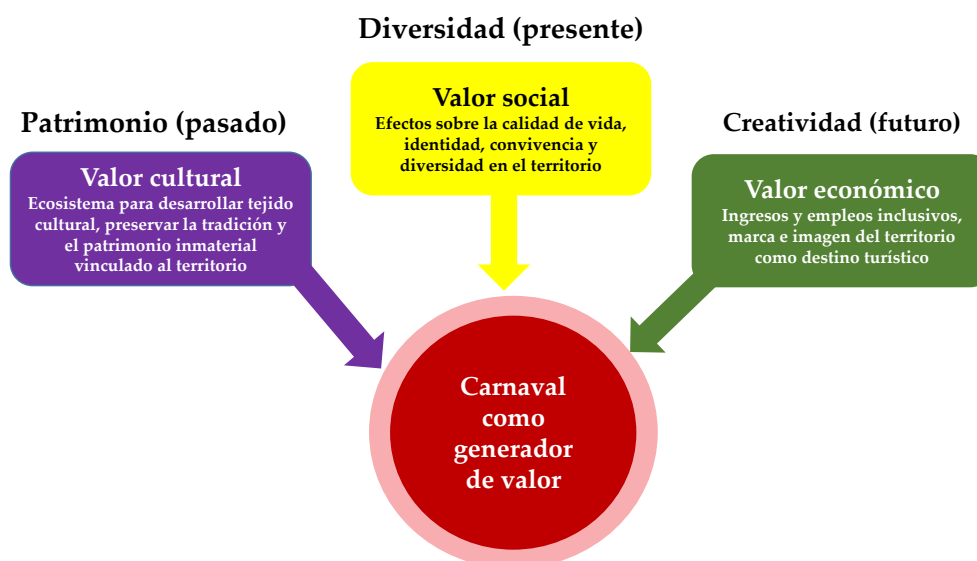 Diversidad (presente)
Valor social
Efectos sobre la calidad de vida,
identidad, convivencia y
diversidad en el territorio
Patrimonio (pasado)
Valor cultural
Ecosistema para desarrollar tejido
cultural, preservar la tradición y
el patrimonio inmaterial
vinculado al territorio
Creatividad (futuro)
Valor económico
Ingresos y empleos inclusivos,
marca e imagen del territorio
como destino turístico
Carnaval
como
generador
de valor